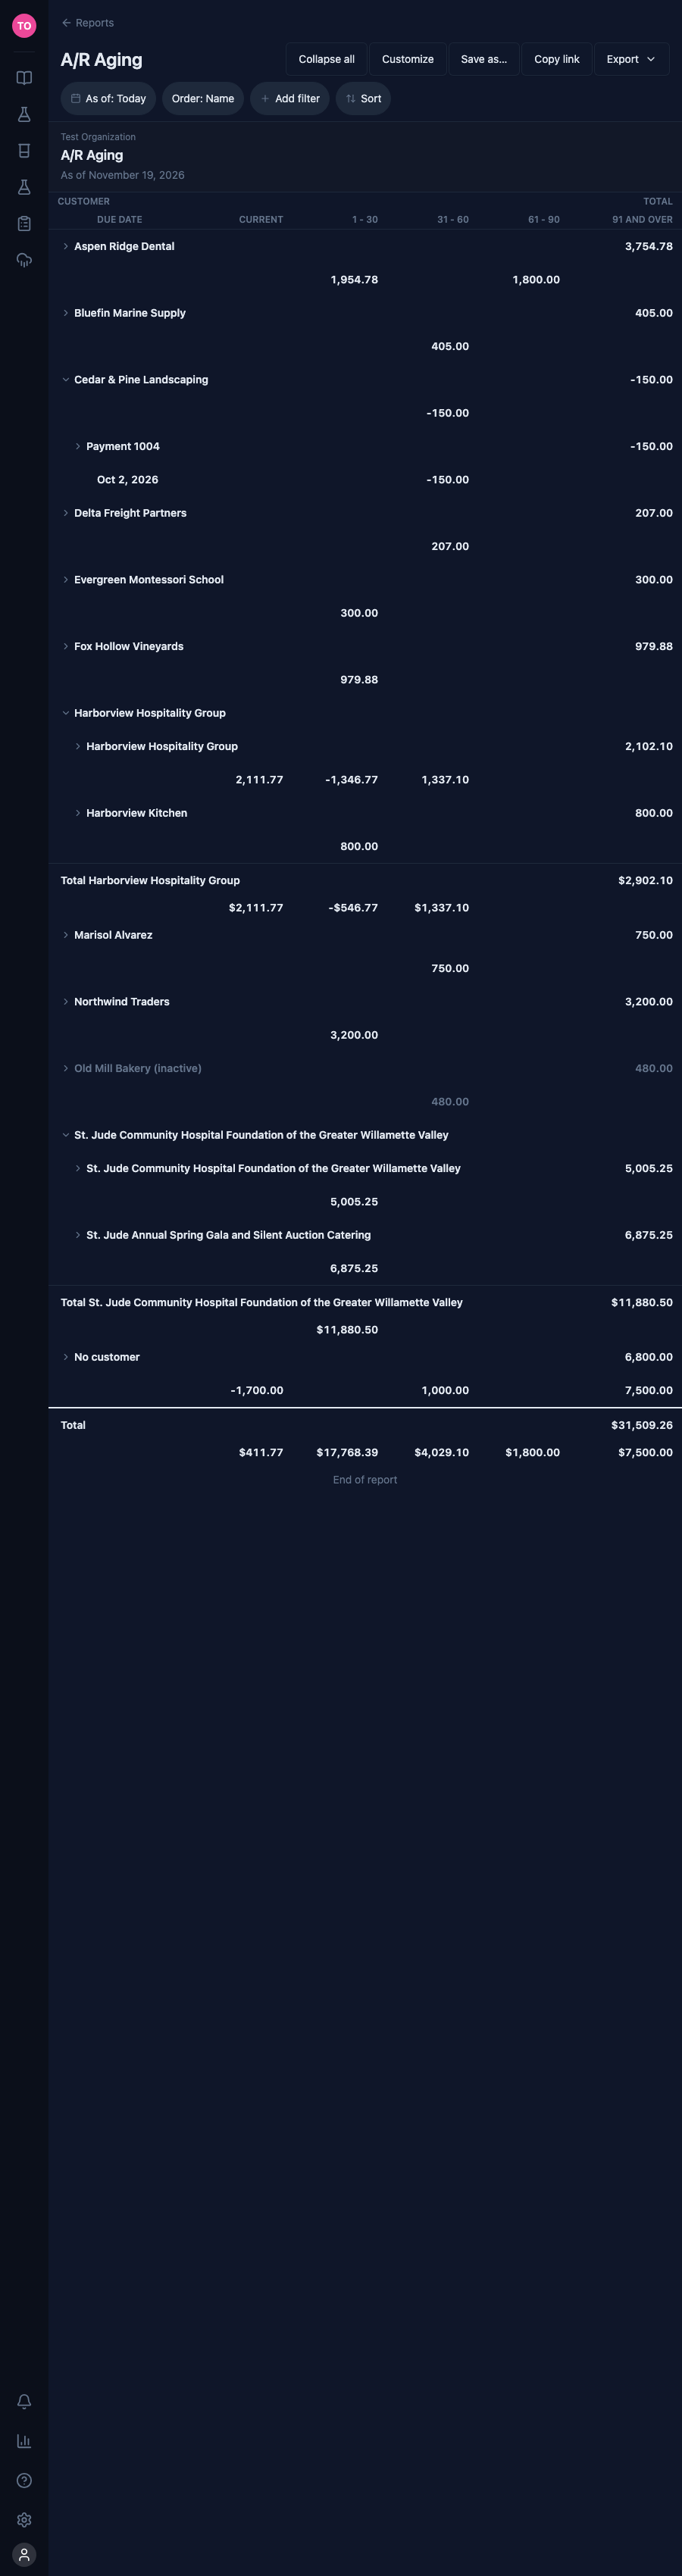 TO
Reports
A/R Aging
Collapse all
Customize
Save as...
Copy link
Export
As of: Today
Order: Name
Add filter
Sort
Test Organization
A/R Aging
As of November 19, 2026
CUSTOMER TOTAL
DUE DATE CURRENT 1 - 30 31 - 60 61 - 90 91 AND OVER
Aspen Ridge Dental 3,754.78
1,954.78 1,800.00
Bluefin Marine Supply 405.00
405.00
Cedar & Pine Landscaping -150.00
-150.00
Payment 1004 -150.00
Oct 2, 2026 -150.00
Delta Freight Partners 207.00
207.00
Evergreen Montessori School 300.00
300.00
Fox Hollow Vineyards 979.88
979.88
Harborview Hospitality Group
Harborview Hospitality Group 2,102.10
2,111.77 -1,346.77 1,337.10
Harborview Kitchen 800.00
800.00
Total Harborview Hospitality Group $2,902.10
$2,111.77 -$546.77 $1,337.10
Marisol Alvarez 750.00
750.00
Northwind Traders 3,200.00
3,200.00
Old Mill Bakery (inactive) 480.00
480.00
St. Jude Community Hospital Foundation of the Greater Willamette Valley
St. Jude Community Hospital Foundation of the Greater Willamette Valley 5,005.25
5,005.25
St. Jude Annual Spring Gala and Silent Auction Catering 6,875.25
6,875.25
Total St. Jude Community Hospital Foundation of the Greater Willamette Valley $11,880.50
$11,880.50
No customer 6,800.00
-1,700.00 1,000.00 7,500.00
Total $31,509.26
$411.77 $17,768.39 $4,029.10 $1,800.00 $7,500.00
End of report